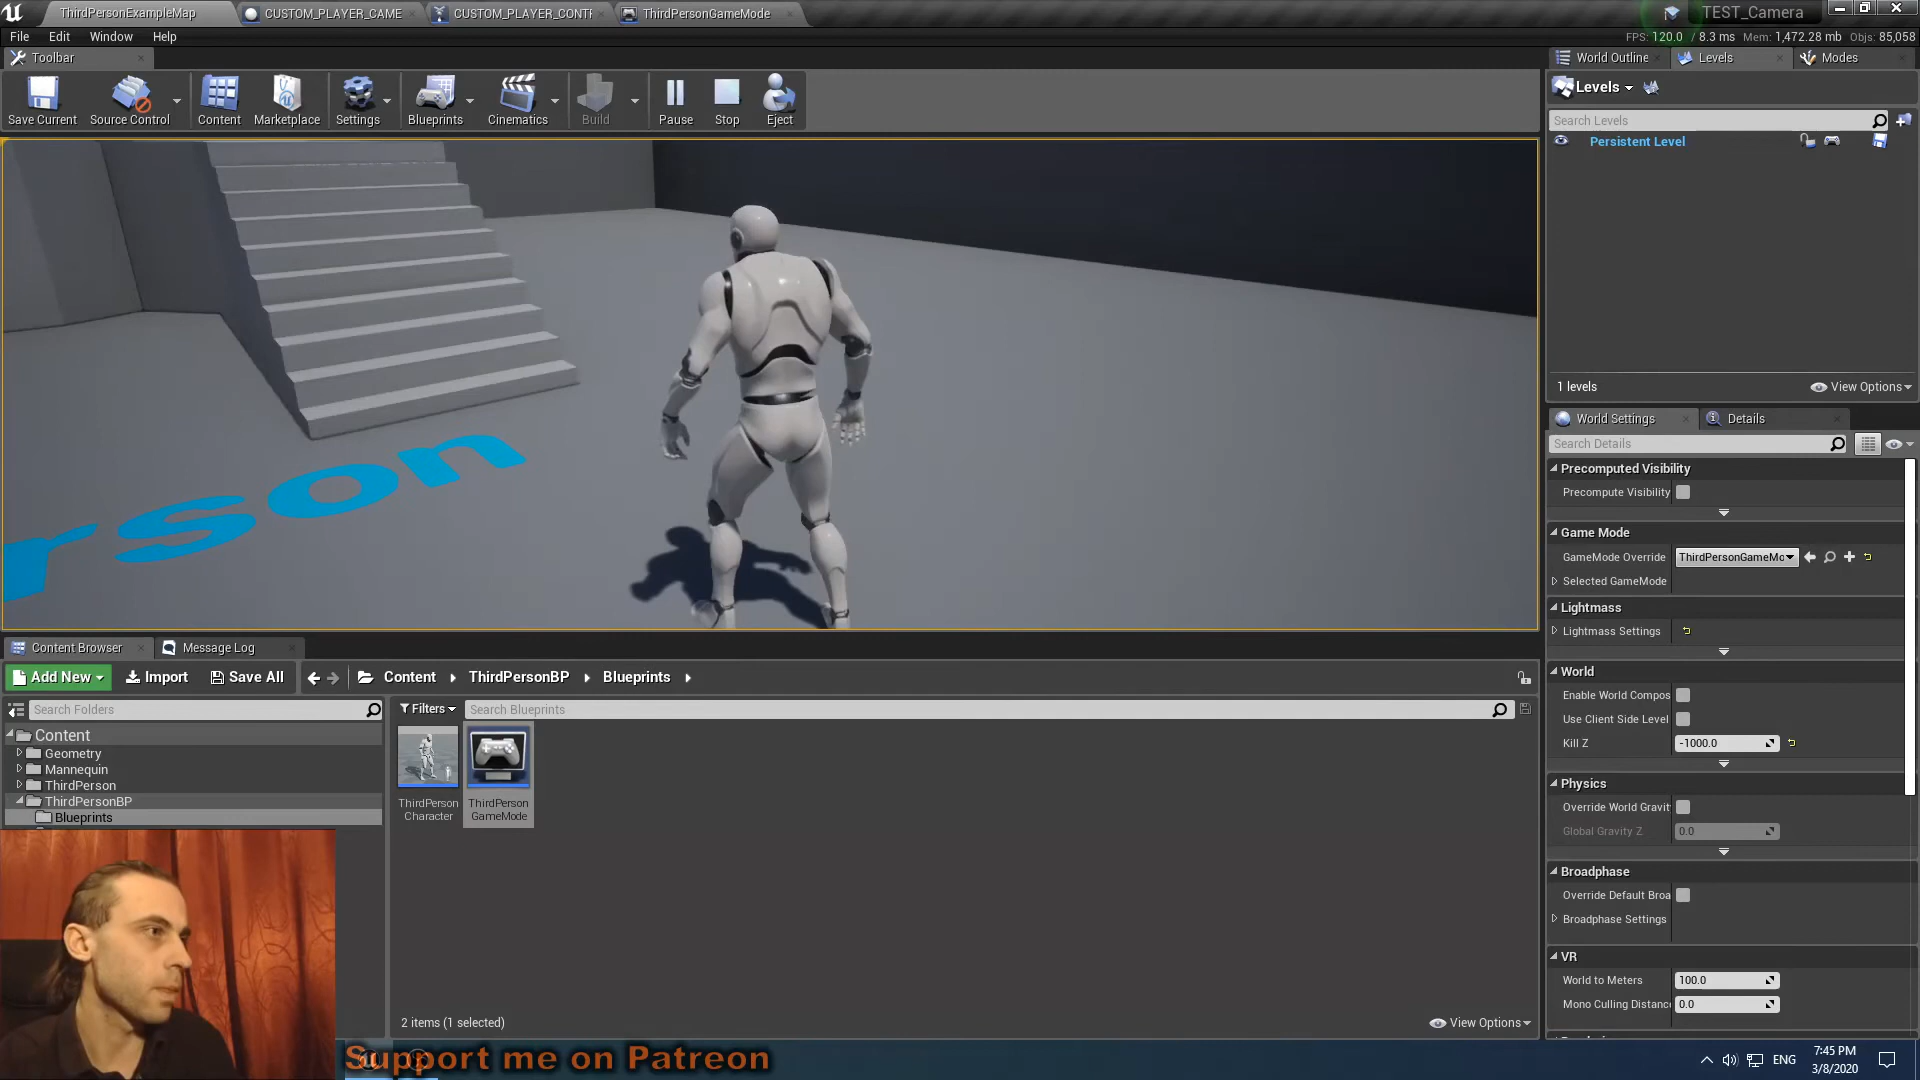 ThirdPersonExampleMap
CUSTOM_PLAYER_CAME
CUSTOM_PLAYER_CONTR
ThirdPersonGameMode
TEST_Camera
File Edit Window Help
FPS: 120.0 / 8.3 ms Mem: 1,472.28 mb Objs: 85,058
Toolbar
World Outline
Levels
Modes
Save Current
Source Control
Content
Marketplace
Settings
Blueprints
Cinematics
Build
Pause
Stop
Eject
Levels
Search Levels
Persistent Level
1 levels
View Options
rson
World Settings
Details
Search Details
Precomputed Visibility
Precompute Visibility
Game Mode
GameMode Override ThirdPersonGameMo
Selected GameMode
Lightmass
Lightmass Settings
World
Enable World Compos
Use Client Side Level
Kill Z -1000.0
Physics
Override World Gravit
Global Gravity Z 0.0
Broadphase
Override Default Broa
Broadphase Settings
VR
World to Meters 100.0
Mono Culling Distance 0.0
Content Browser
Message Log
Add New
Import
Save All
Content
ThirdPersonBP
Blueprints
Search Folders
Filters
Search Blueprints
Content
Geometry
Mannequin
ThirdPerson
ThirdPersonBP
Blueprints
ThirdPerson
Character
ThirdPerson
GameMode
2 items (1 selected)
View Options
Support me on Patreon
ENG
7:45 PM
3/8/2020